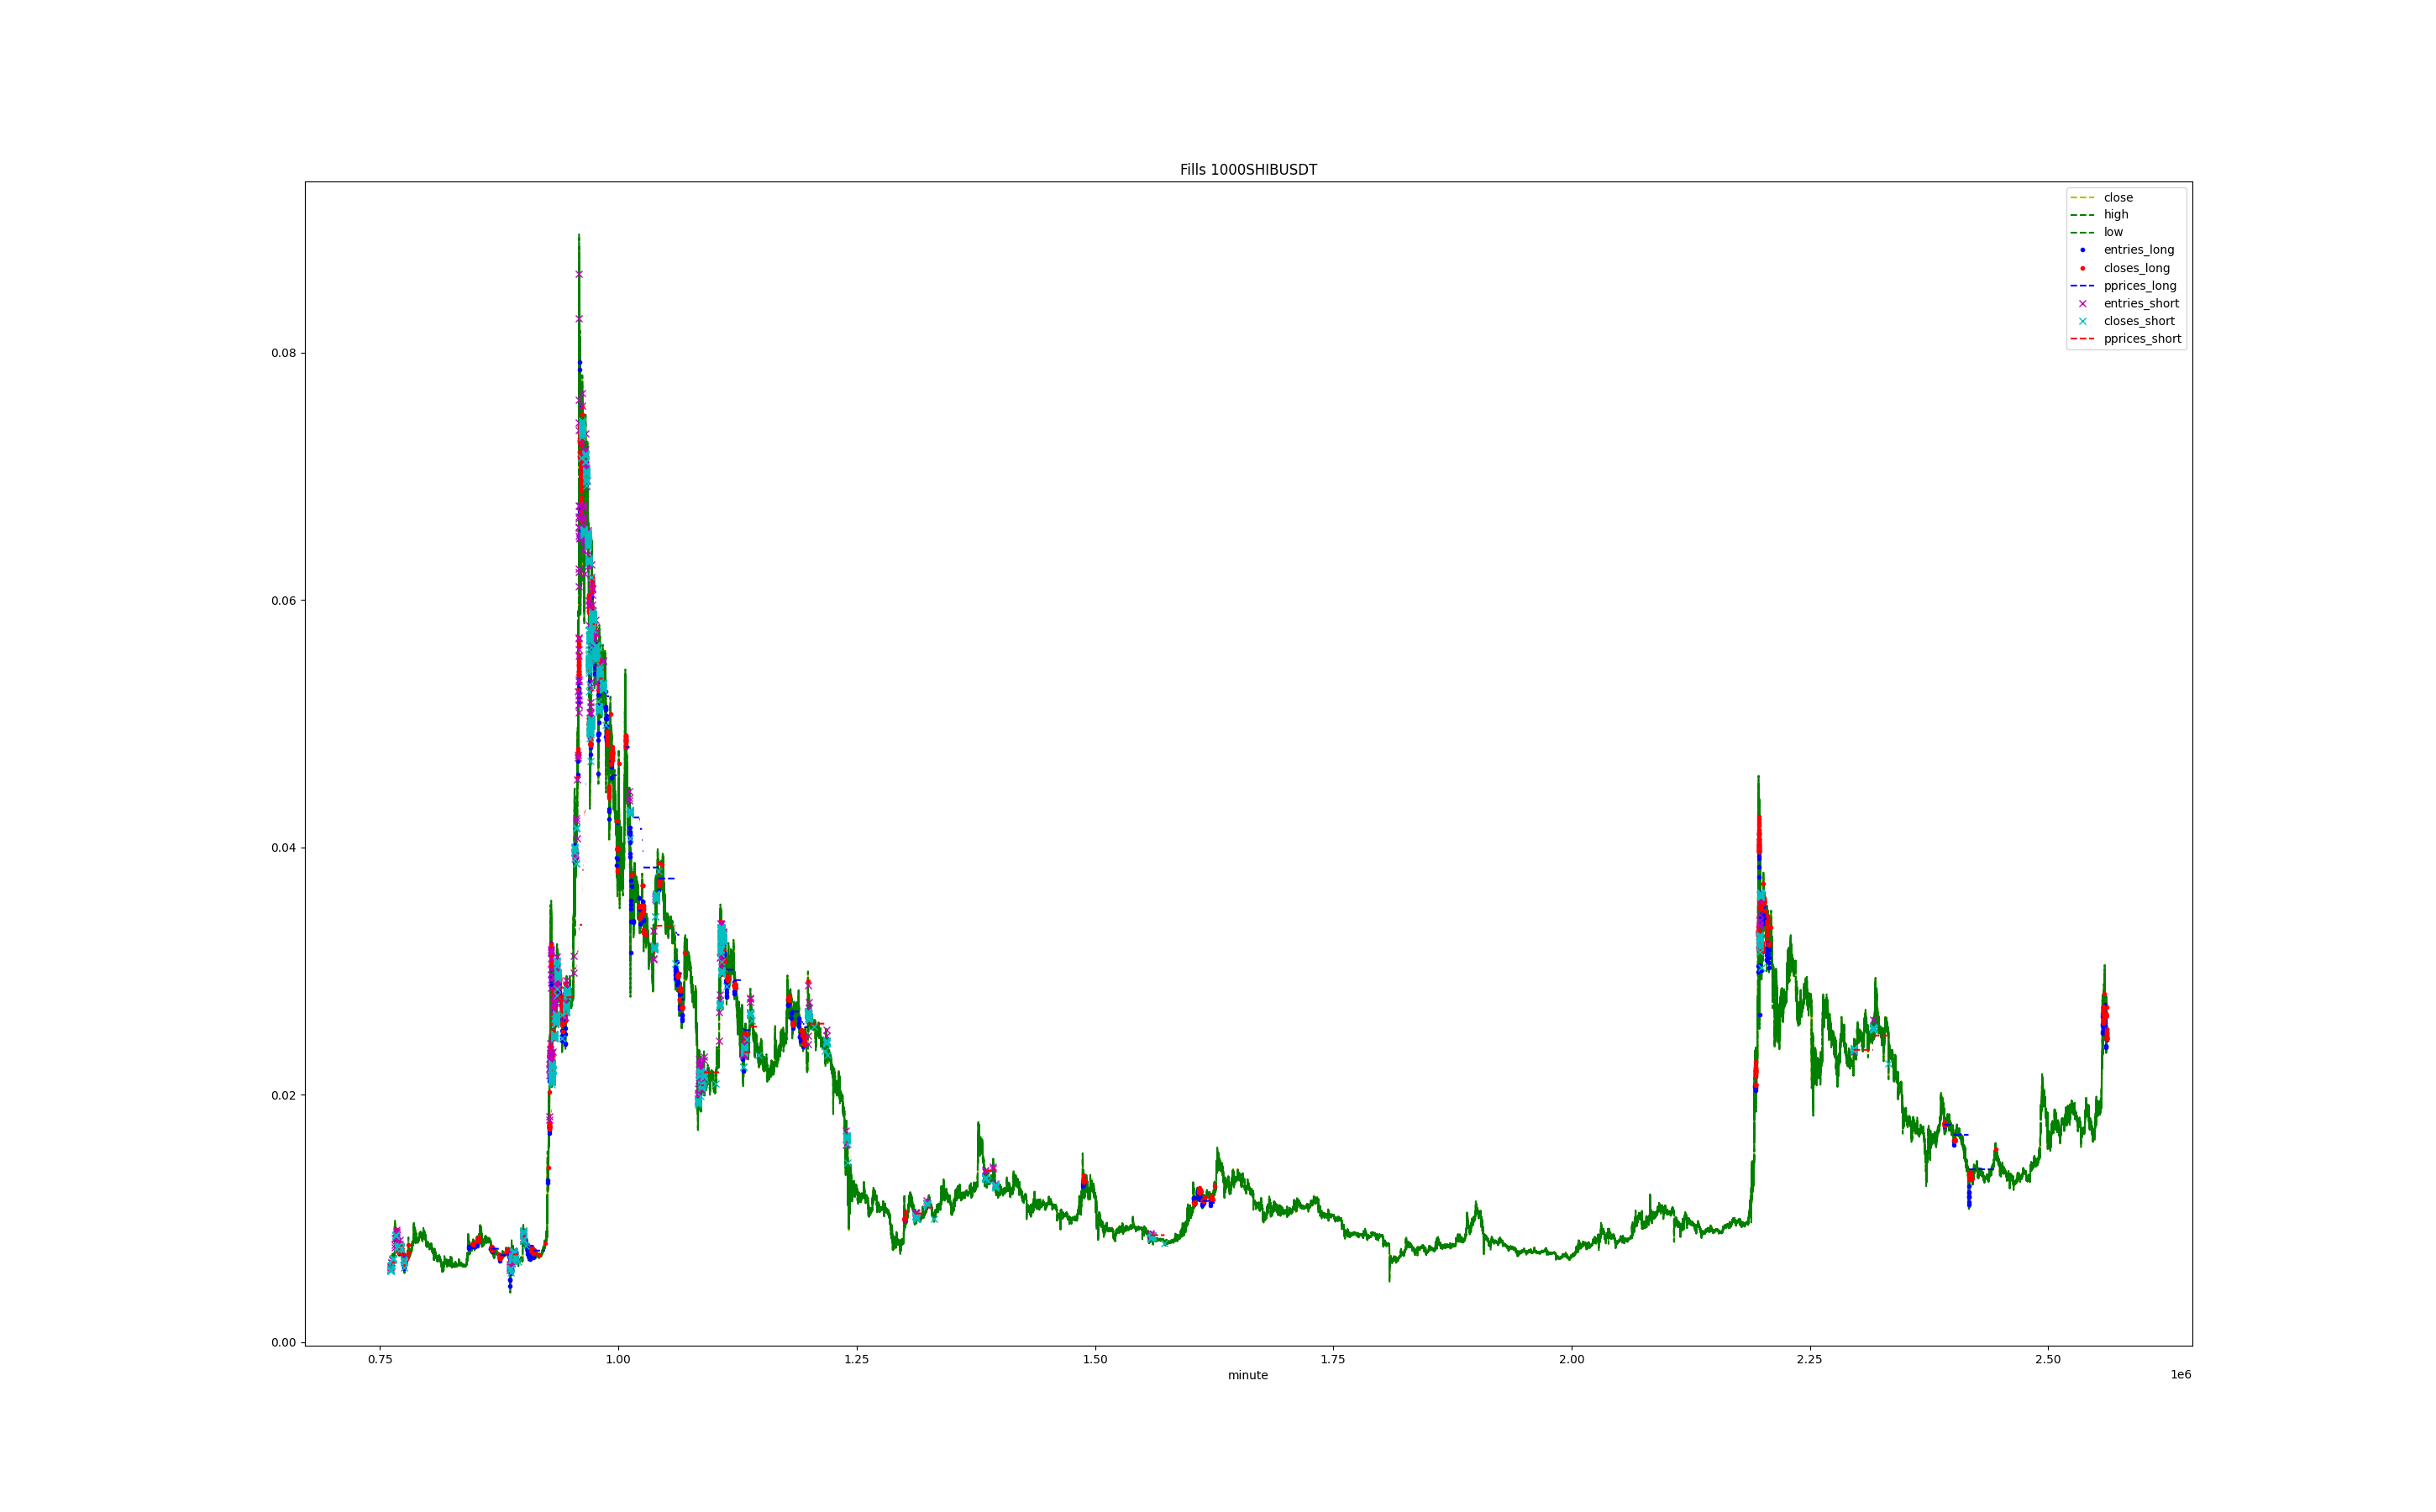 Fills 1000SHIBUSDT
close
high
low
entries_long
closes_long
pprices_long
entries_short
closes_short
pprices_short
0.08
0.06
0.04
0.02
0.00
0.75 1.00 1.25 1.50 1.75 2.00 2.25 2.50
minute
1e6